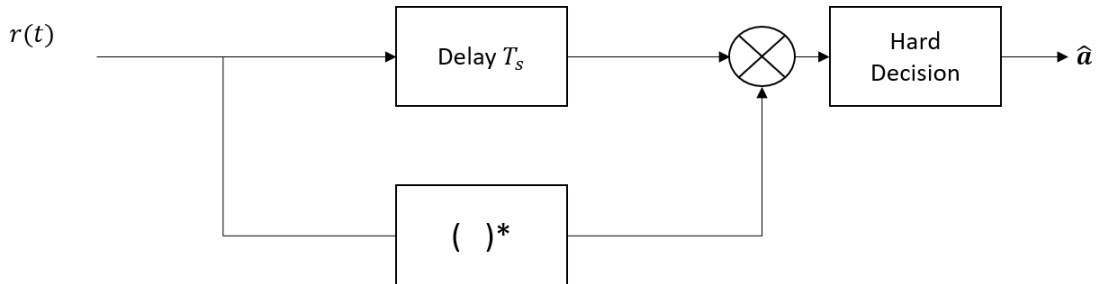 r(t)
Delay T_s
Hard
Decision
â
( )*